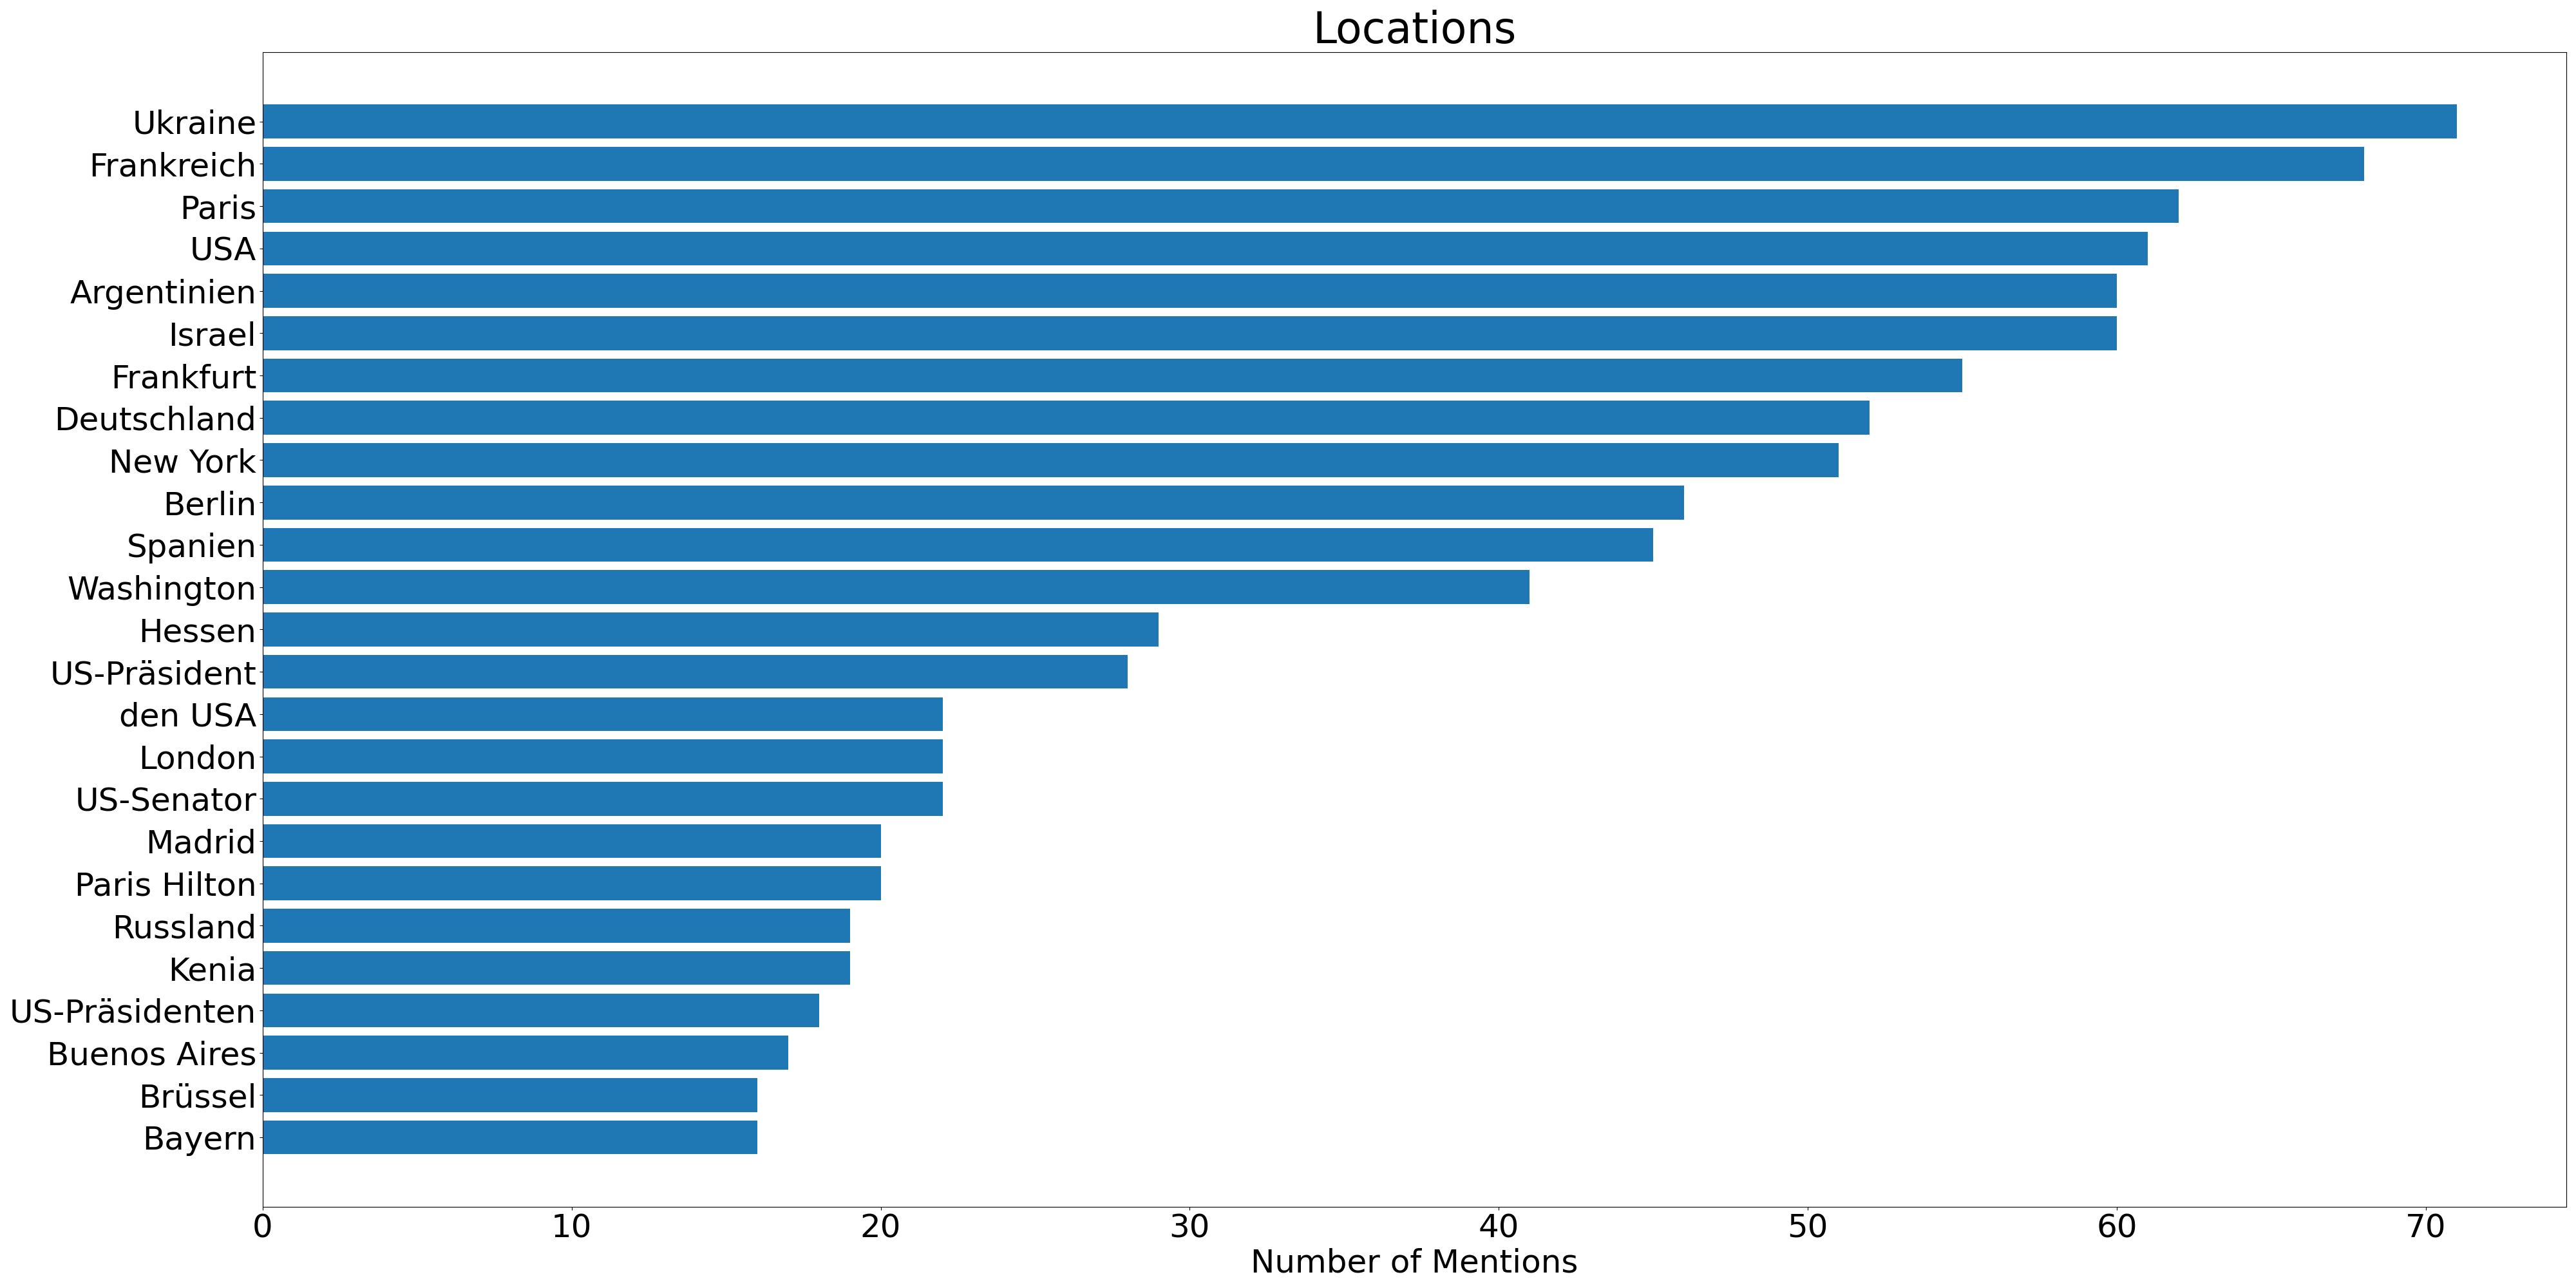 Locations
Ukraine
Frankreich
Paris
USA
Argentinien
Israel
Frankfurt
Deutschland
New York
Berlin
Spanien
Washington
Hessen
US-Präsident
den USA
London
US-Senator
Madrid
Paris Hilton
Russland
Kenia
US-Präsidenten
Buenos Aires
Brüssel
Bayern
0 10 20 30 40 50 60 70
Number of Mentions